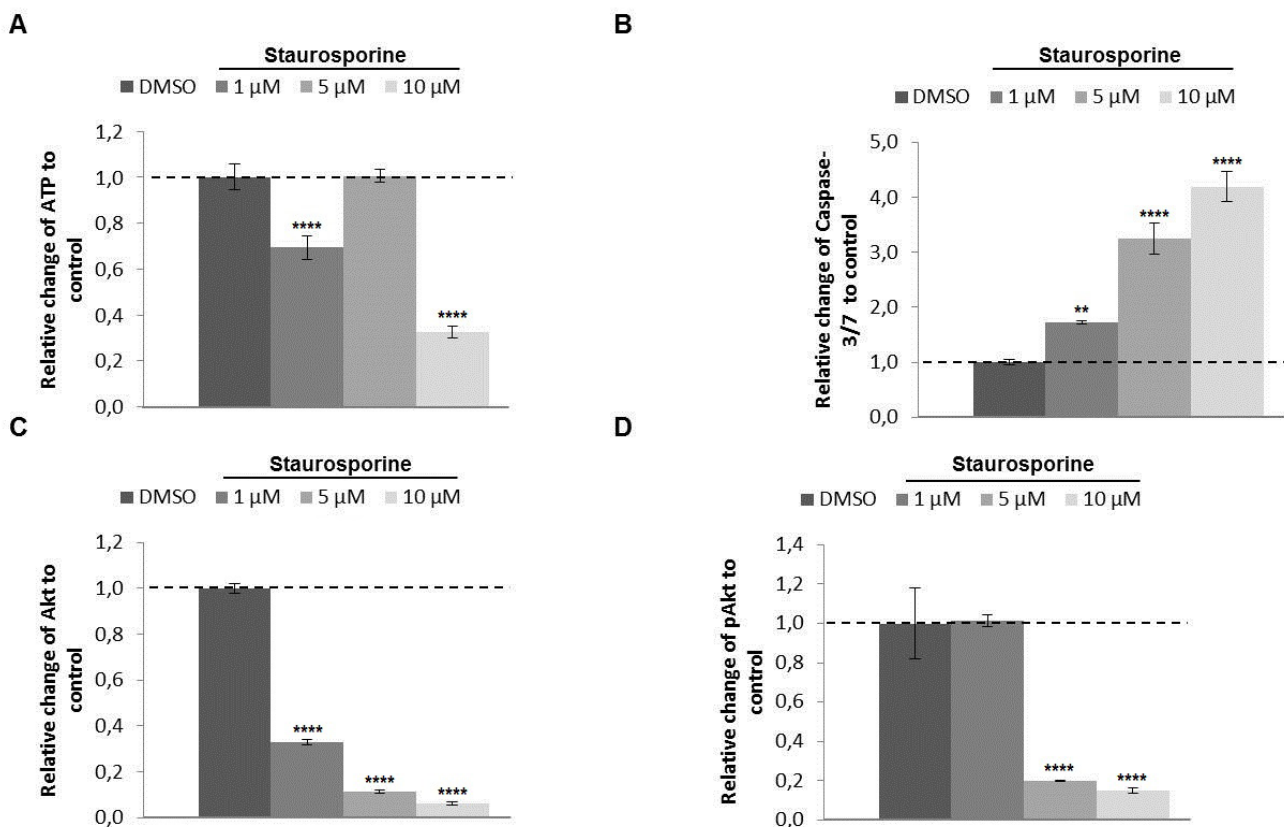 A
Staurosporine
DMSO 1 µM 5 µM 10 µM
Relative change of ATP to
control
1,2
1,0
0,8
0,6
0,4
0,2
0,0
****
****
B
Staurosporine
DMSO 1 µM 5 µM 10 µM
Relative change of Caspase-
3/7 to control
5,0
4,0
3,0
2,0
1,0
0,0
**
****
****
C
Staurosporine
DMSO 1 µM 5 µM 10 µM
Relative change of Akt to
control
1,2
1,0
0,8
0,6
0,4
0,2
0,0
****
****
****
D
Staurosporine
DMSO 1 µM 5 µM 10 µM
Relative change of pAkt to
control
1,4
1,2
1,0
0,8
0,6
0,4
0,2
0,0
****
****